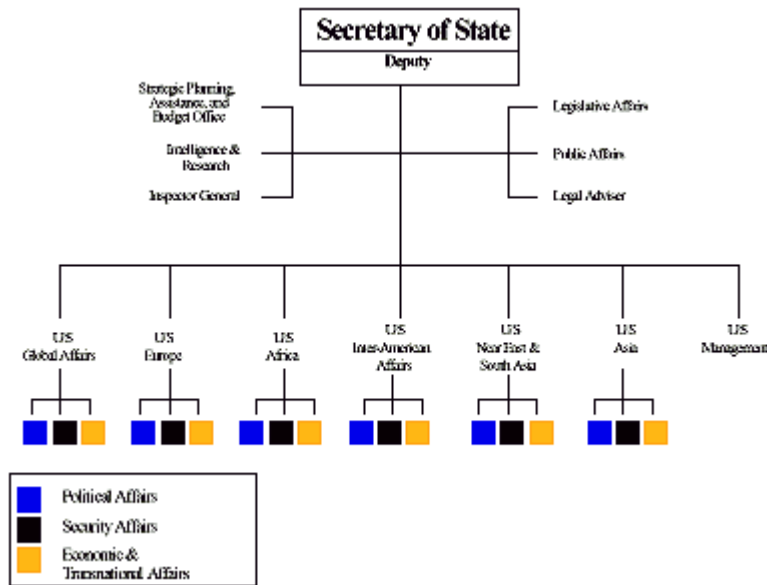 Secretary of State
Deputy
Strategic Planning,
Assistance, and
Budget Office
Legislative Affairs
Intelligence &
Research
Public Affairs
Inspector General
Legal Adviser
U/S
Global Affairs
U/S
Europe
U/S
Africa
U/S
Inter-American
Affairs
U/S
Near East &
South Asia
U/S
Asia
U/S
Management
Political Affairs
Security Affairs
Economic &
Transnational Affairs